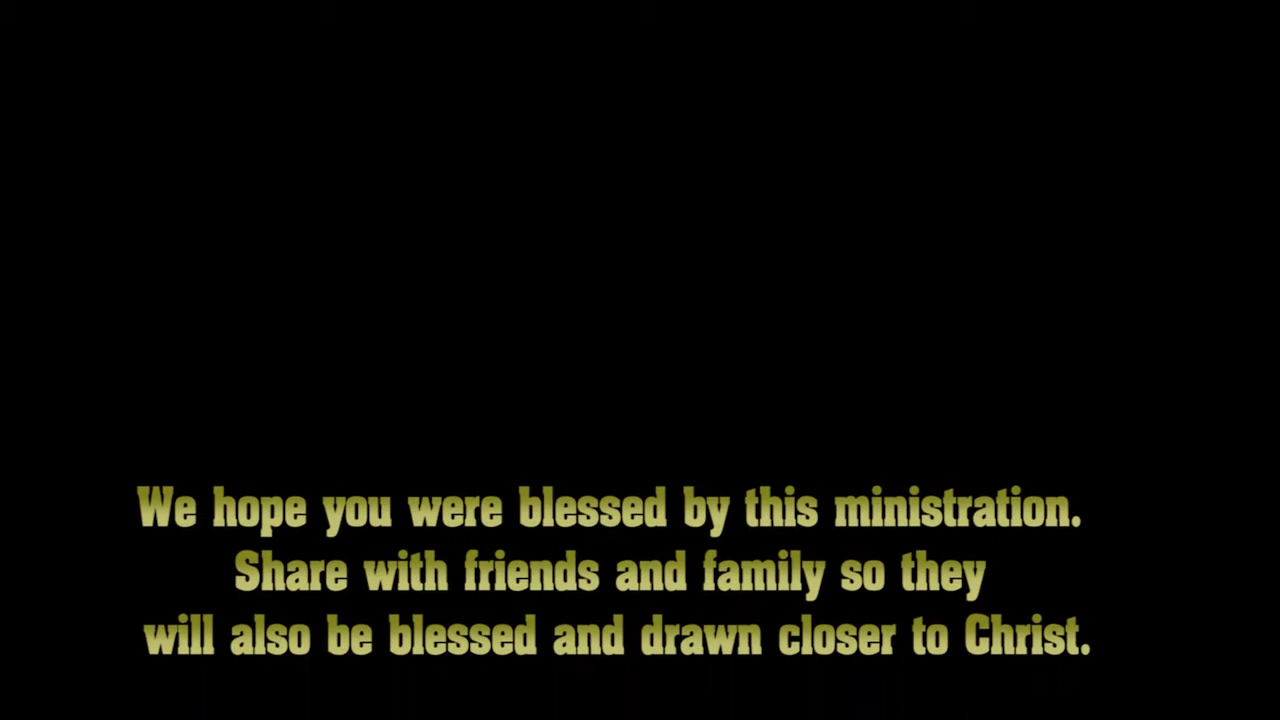 We hope you were blessed by this ministration.
Share with friends and family so they
will also be blessed and drawn closer to Christ.